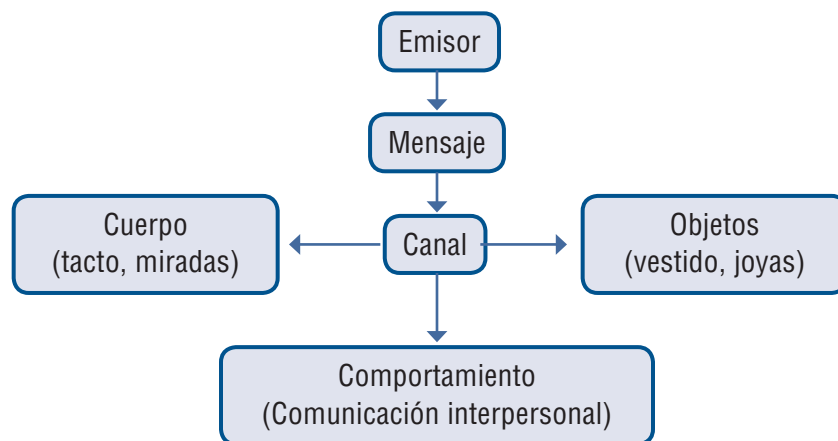 Emisor
Mensaje
Cuerpo
(tacto, miradas)
Canal
Objetos
(vestido, joyas)
Comportamiento
(Comunicación interpersonal)